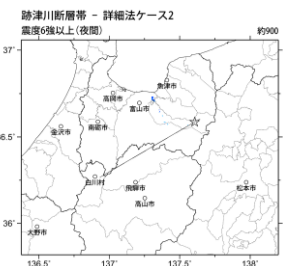 跡津川断層帯 − 詳細法ケース2
震度6強以上（夜間）
約900
37°
魚津市
高岡市
富山市
金沢市
南砺市
36.5°
白川村
飛騨市
松本市
高山市
36°
大野市
136.5°
137°
137.5°
138°